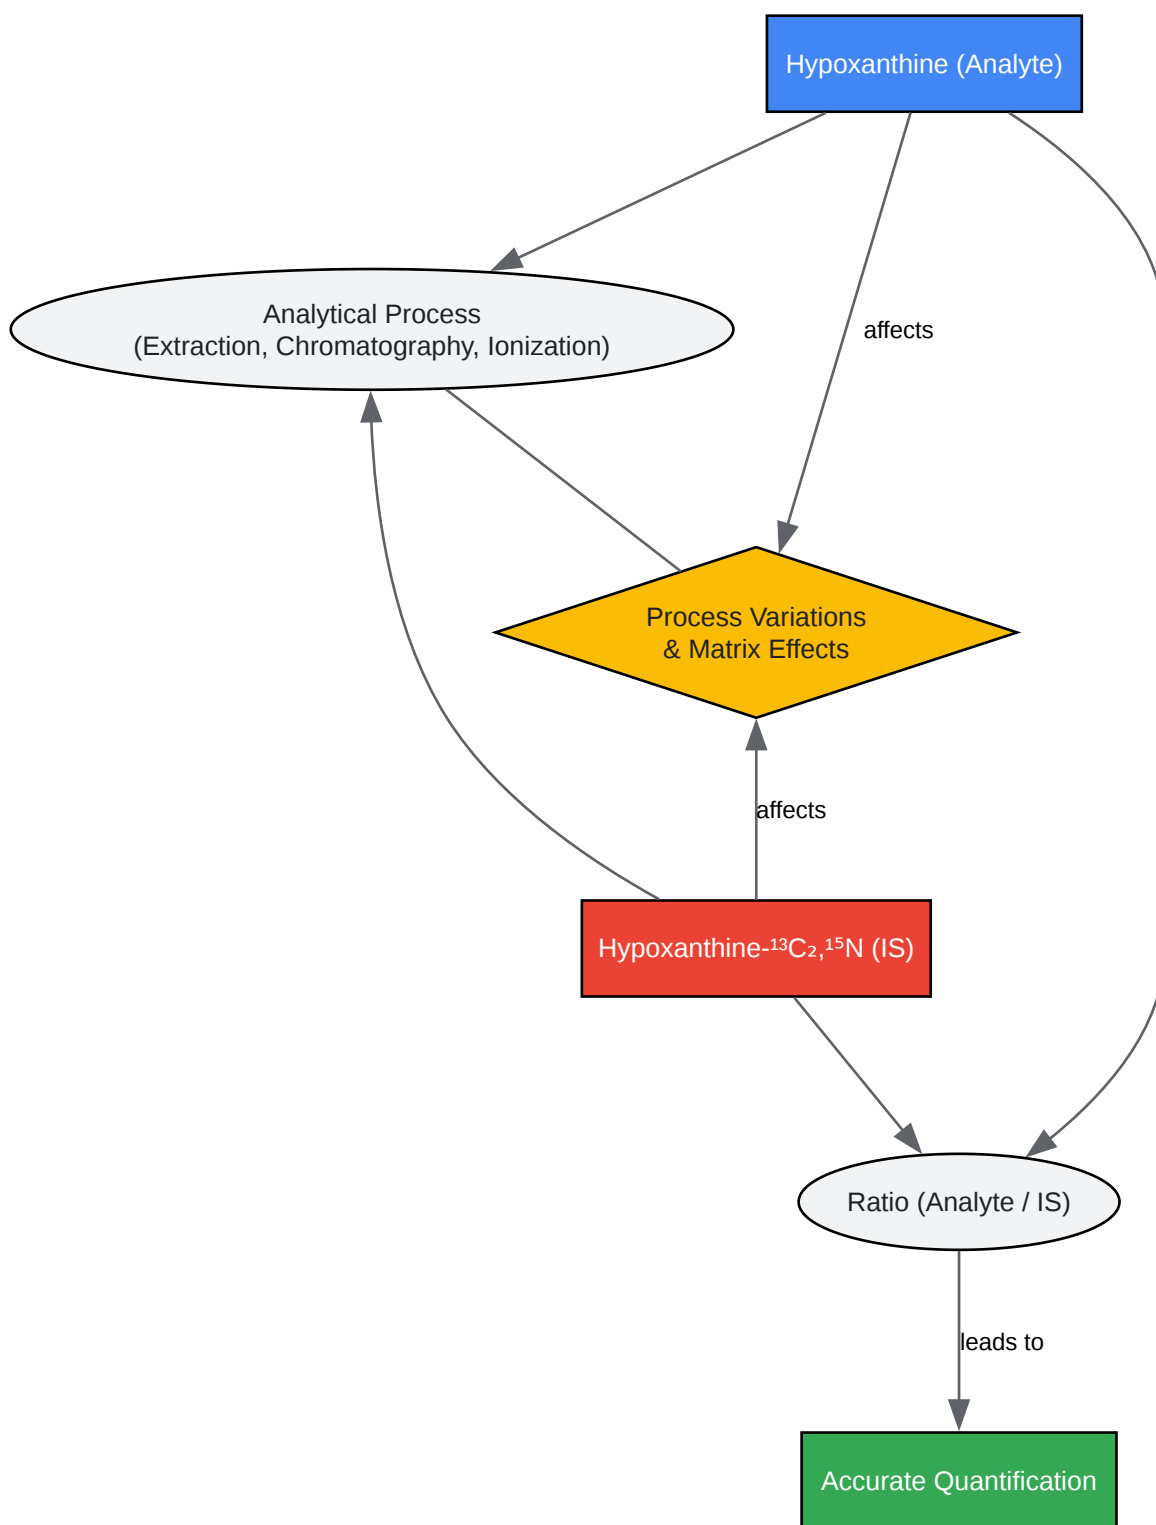 Hypoxanthine (Analyte)
Analytical Process
(Extraction, Chromatography, Ionization)
affects
Process Variations
& Matrix Effects
affects
Hypoxanthine-¹³C₂,¹⁵N (IS)
Ratio (Analyte / IS)
leads to
Accurate Quantification